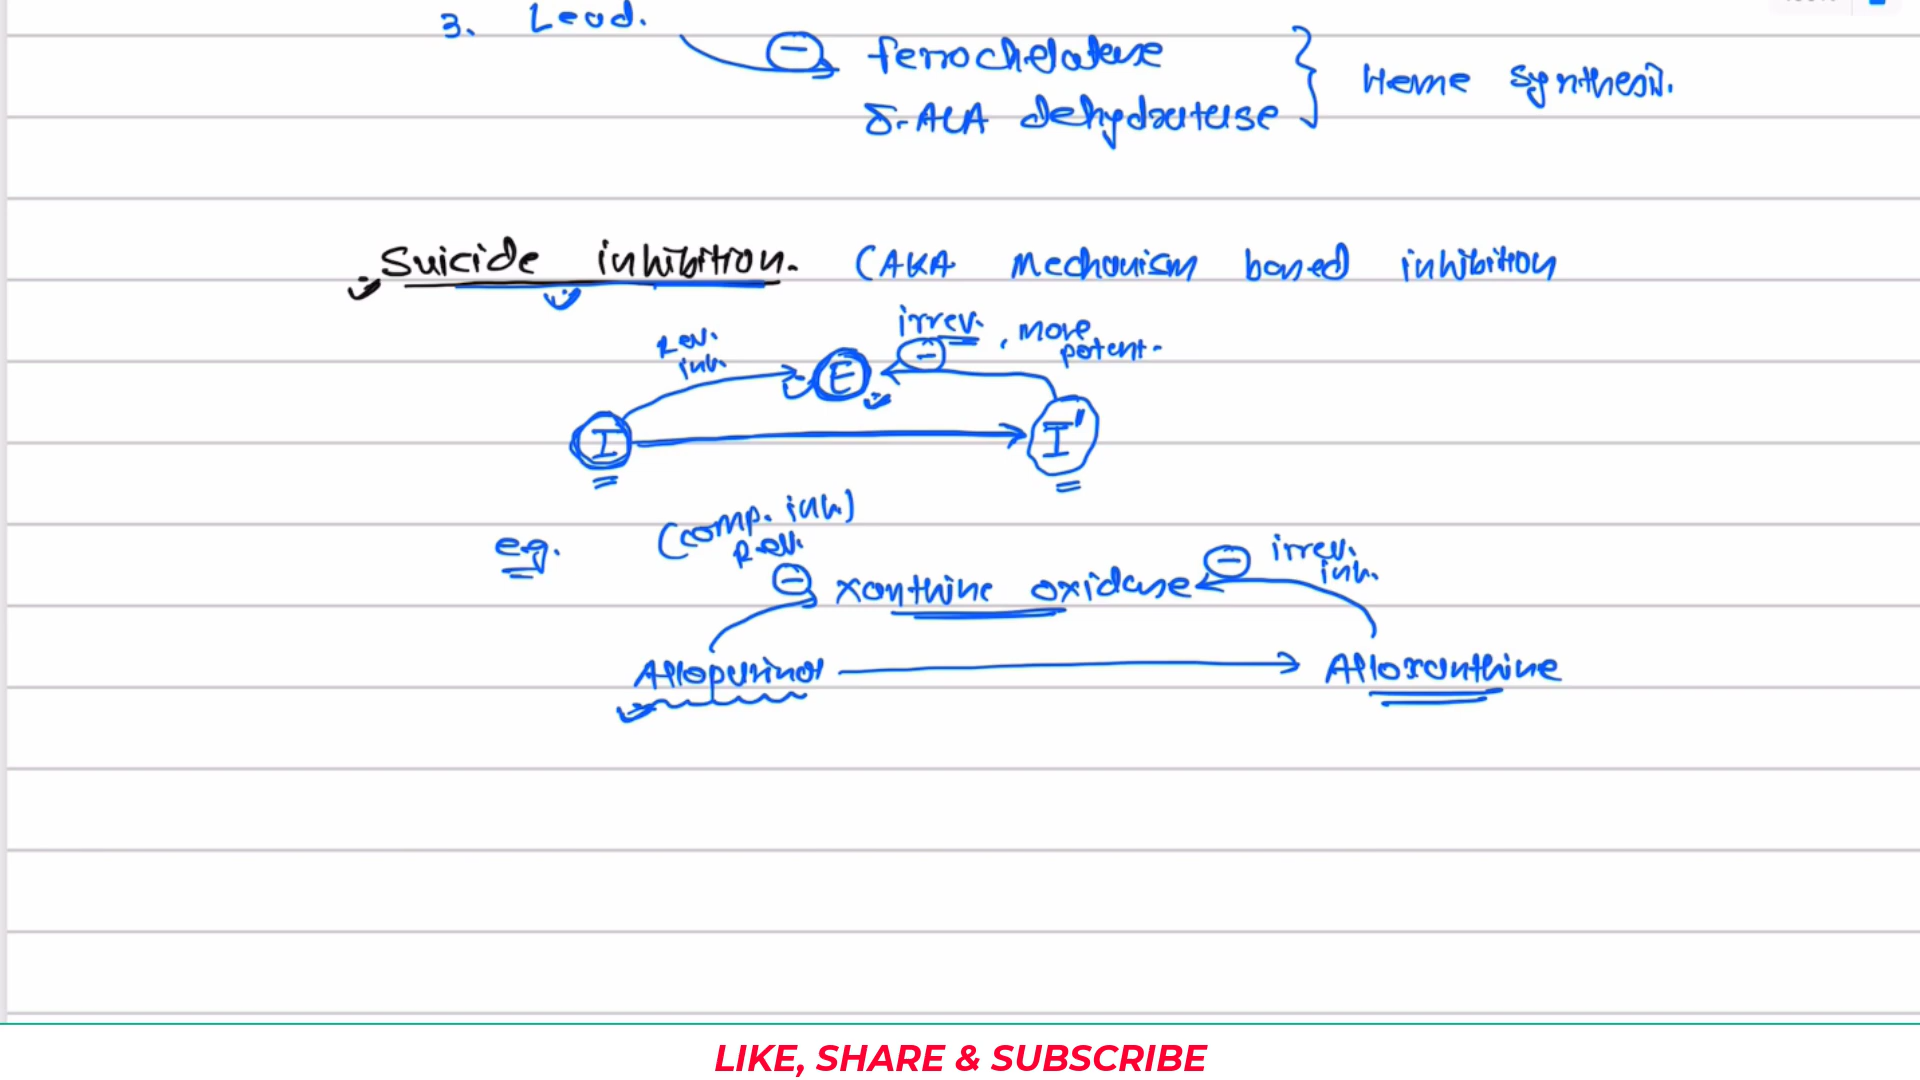 3. Lead.
⊖ ferrochelatase
δ-ALA dehydratase } Heme synthesis.
Suicide inhibition. (AKA Mechanism based inhibition
Rev. inh. E ⊖ irrev., more potent.
I → I'
eg. (comp. inh.) Rev.
⊖ xanthine oxidase ⊖ irrev. inh.
Allopurinol → Alloxanthine
LIKE, SHARE & SUBSCRIBE